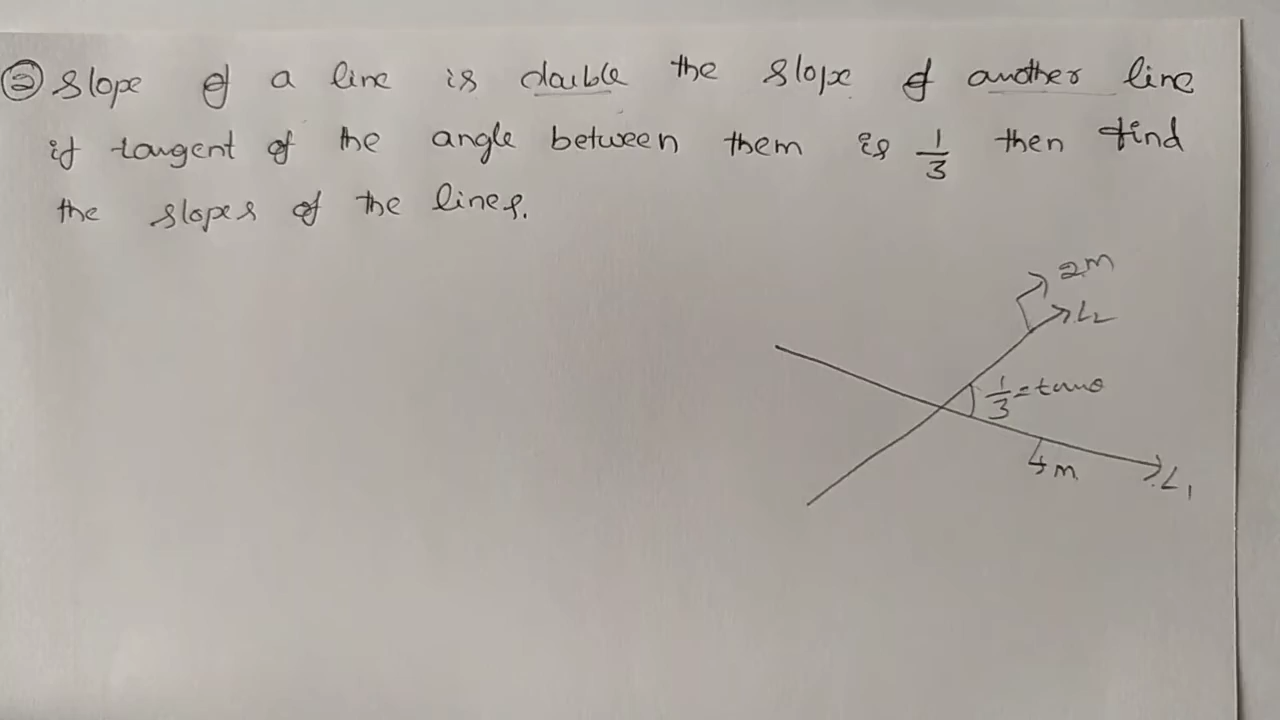 ② Slope of a line is double the slope of another line
if tangent of the angle between them is 1/3 then find
the slopes of the lines.
2m
L2
1/3 = tanθ
m
L1